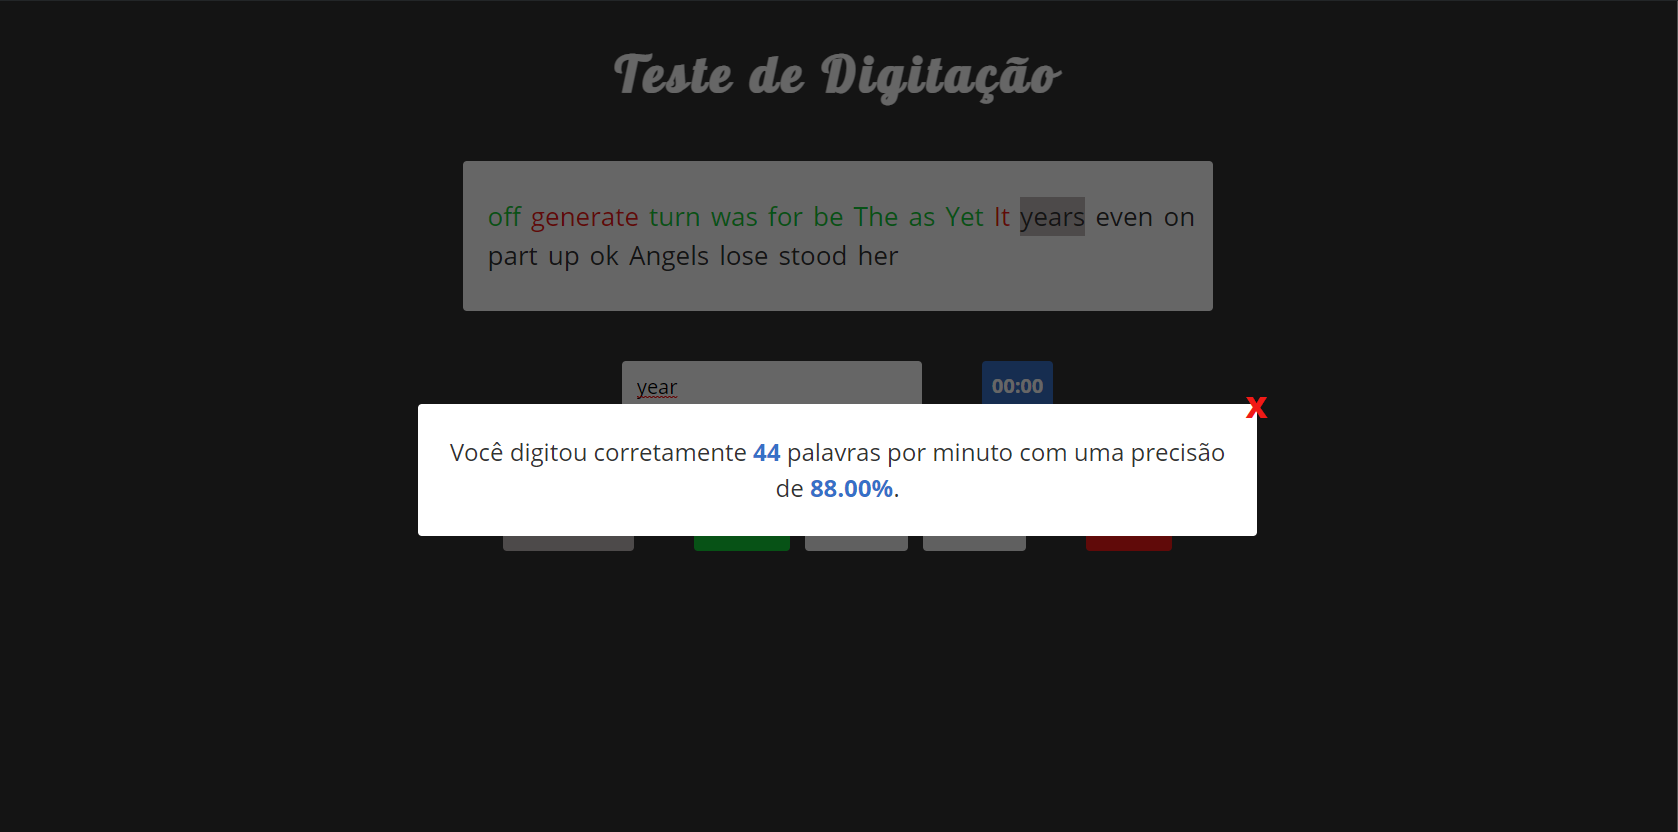 Teste de Digitação
off generate turn was for be The as Yet It years even on
part up ok Angels lose stood her
year
00:00
X
Você digitou corretamente 44 palavras por minuto com uma precisão
de 88.00%.